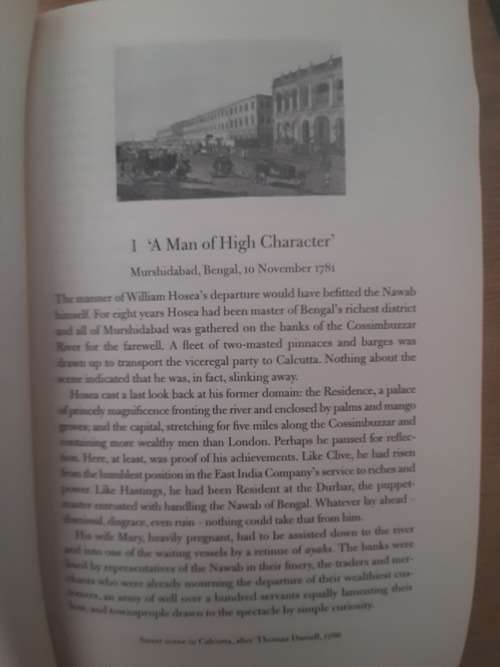 1 ‘A Man of High Character’
Murshidabad, Bengal, 10 November 1781
The manner of William Hosea’s departure would have befitted the Nawab
himself. For eight years Hosea had been master of Bengal’s richest district
and all of Murshidabad was gathered on the banks of the Cossimbuzzar
River for the farewell. A fleet of two-masted pinnaces and barges was
drawn up to transport the viceregal party to Calcutta. Nothing about the
scene indicated that he was, in fact, slinking away.
Hosea cast a last look back at his former domain: the Residence, a palace
of princely magnificence fronting the river and enclosed by palms and mango
groves; and the capital, stretching for five miles along the Cossimbuzzar and
containing more wealthy men than London. Perhaps he paused for reflec-
tion. Here, at least, was proof of his achievements. Like Clive, he had risen
from the humblest position in the East India Company’s service to riches and
power. Like Hastings, he had been Resident at the Durbar, the puppet-
master entrusted with handling the Nawab of Bengal. Whatever lay ahead –
dismissal, disgrace, even ruin – nothing could take that from him.
His wife Mary, heavily pregnant, had to be assisted down to the river
and into one of the waiting vessels by a retinue of ayahs. The banks were
lined by representatives of the Nawab in their finery, the traders and mer-
chants who were already mourning the departure of their wealthiest cus-
tomers, an army of well over a hundred servants equally lamenting their
loss, and townspeople drawn to the spectacle by simple curiosity.
Street scene in Calcutta, after Thomas Daniell, 1786